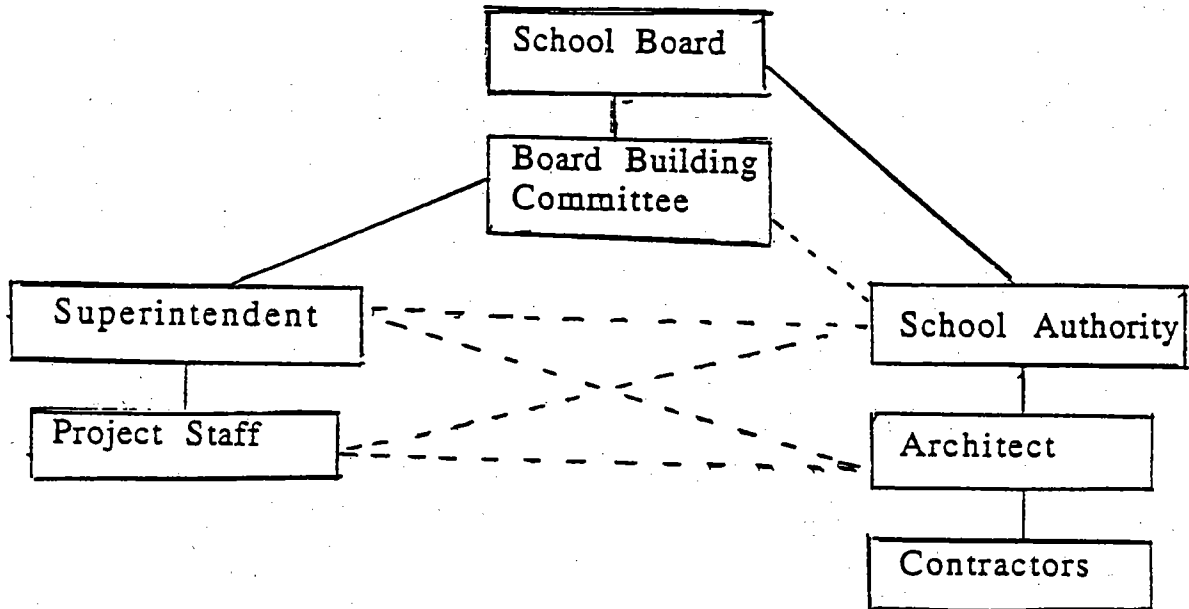 School Board
Board Building
Committee
Superintendent
School Authority
Project Staff
Architect
Contractors